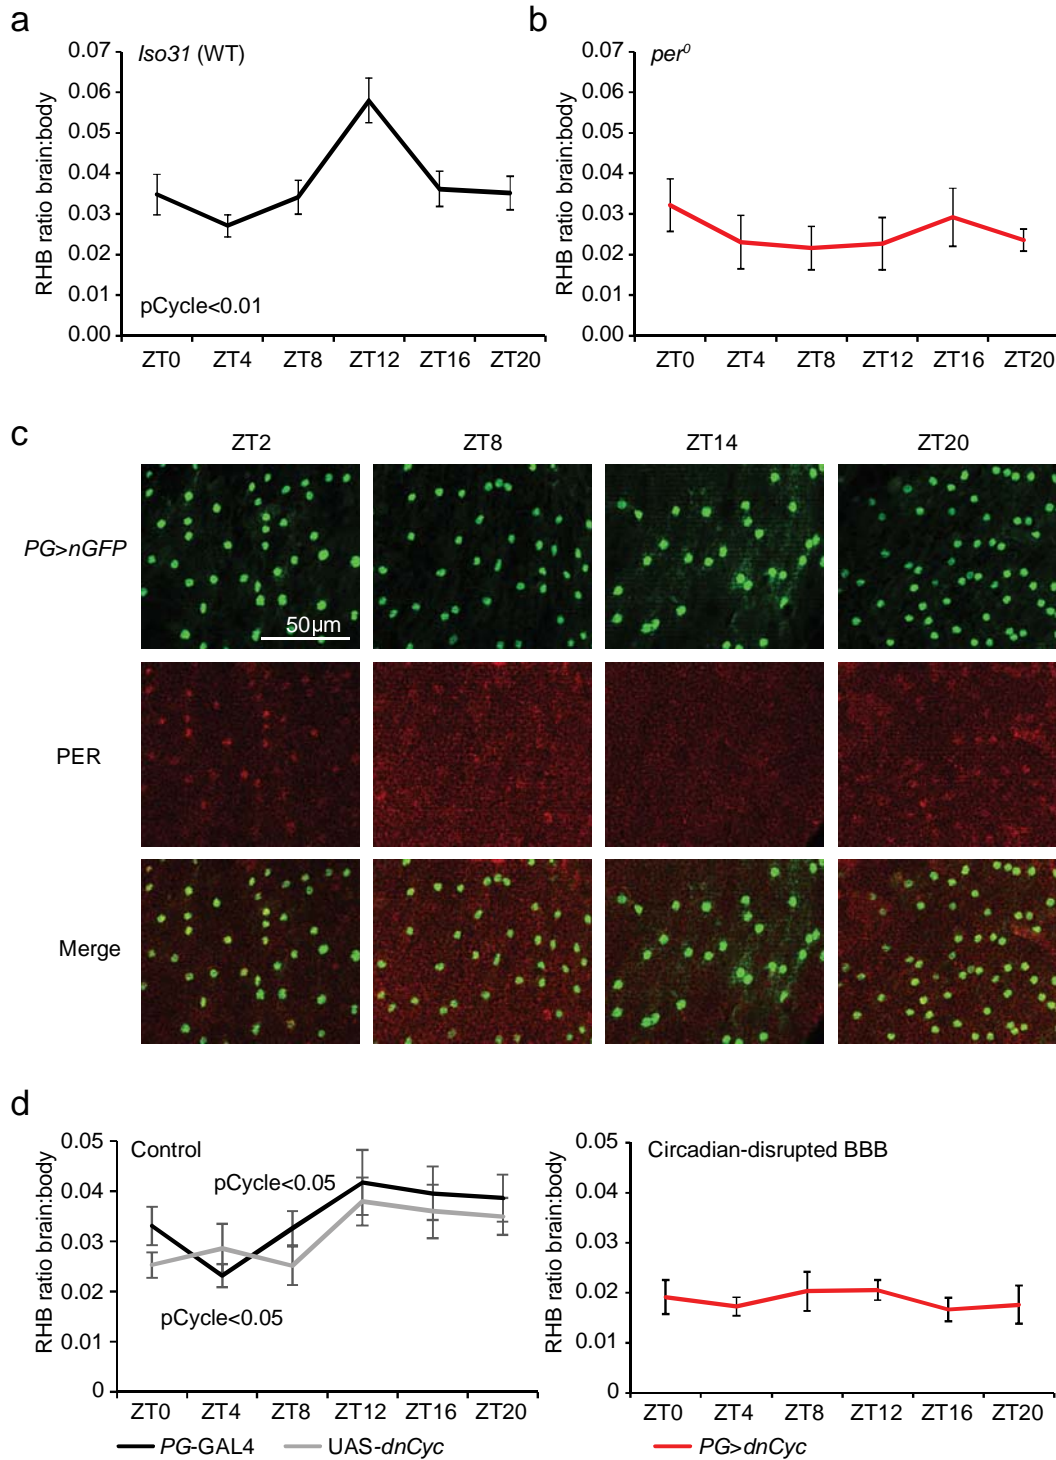 a
Iso31 (WT)
RHB ratio brain:body
0.07
0.06
0.05
0.04
0.03
0.02
0.01
0.00
pCycle<0.01
ZT0 ZT4 ZT8 ZT12 ZT16 ZT20
b
per⁰
RHB ratio brain:body
0.07
0.06
0.05
0.04
0.03
0.02
0.01
0.00
ZT0 ZT4 ZT8 ZT12 ZT16 ZT20
c
ZT2 ZT8 ZT14 ZT20
PG>nGFP
50µm
PER
Merge
d
Control
RHB ratio brain:body
0.05
0.04
0.03
0.02
0.01
0
pCycle<0.05
pCycle<0.05
ZT0 ZT4 ZT8 ZT12 ZT16 ZT20
PG-GAL4 UAS-dnCyc
Circadian-disrupted BBB
RHB ratio brain:body
0.05
0.04
0.03
0.02
0.01
0
ZT0 ZT4 ZT8 ZT12 ZT16 ZT20
PG>dnCyc